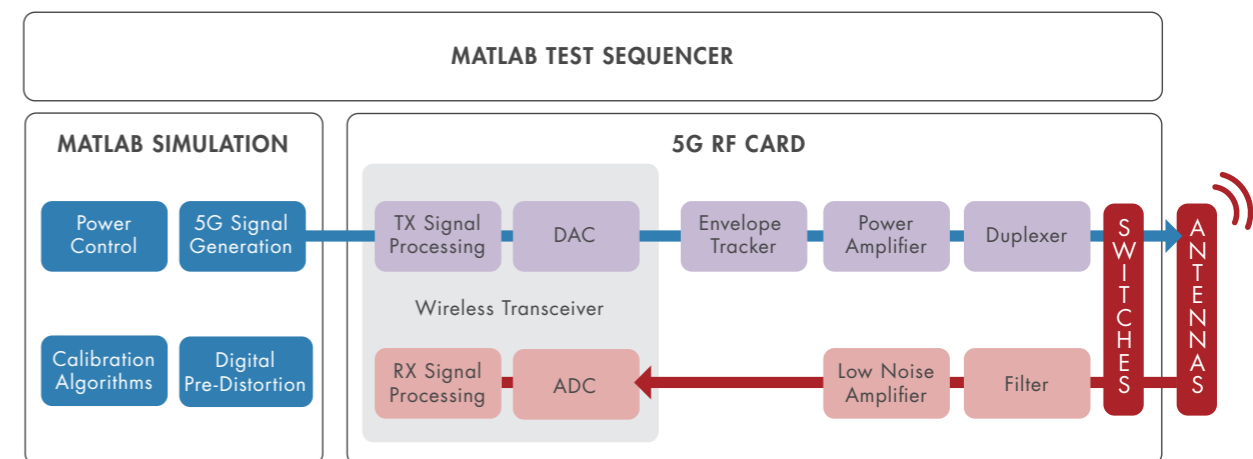 MATLAB TEST SEQUENCER
MATLAB SIMULATION
5G RF CARD
Power
Control
5G Signal
Generation
TX Signal
Processing
DAC
Envelope
Tracker
Power
Amplifier
Duplexer
SWITCHES
ANTENNAS
Wireless Transceiver
Calibration
Algorithms
Digital
Pre-Distortion
RX Signal
Processing
ADC
Low Noise
Amplifier
Filter